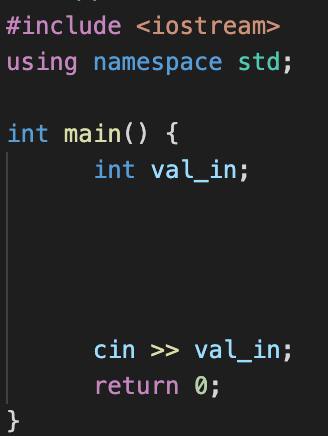 #include <iostream>
using namespace std;
int main() {
int val_in;
cin >> val_in;
return 0;
}